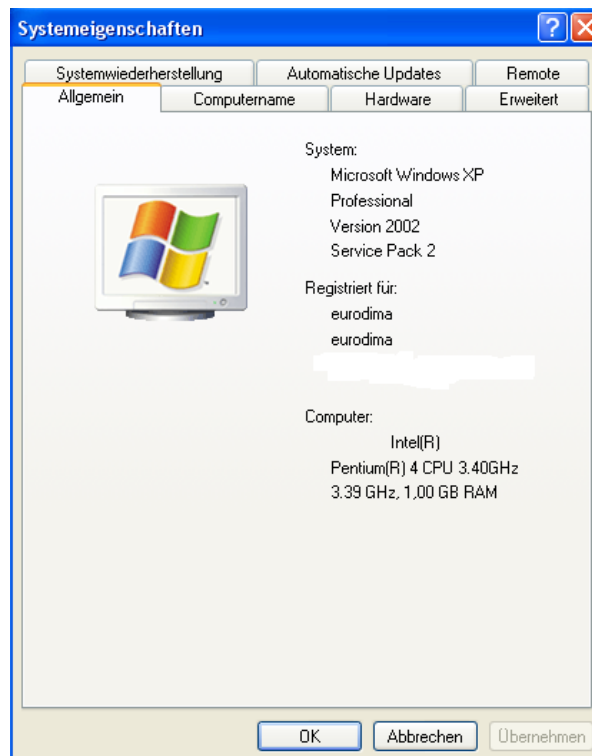 Systemeigenschaften
Systemwiederherstellung Automatische Updates Remote
Allgemein Computername Hardware Erweitert
System:
Microsoft Windows XP
Professional
Version 2002
Service Pack 2
Registriert für:
eurodima
eurodima
Computer:
Intel(R)
Pentium(R) 4 CPU 3.40GHz
3.39 GHz, 1,00 GB RAM
OK Abbrechen Übernehmen